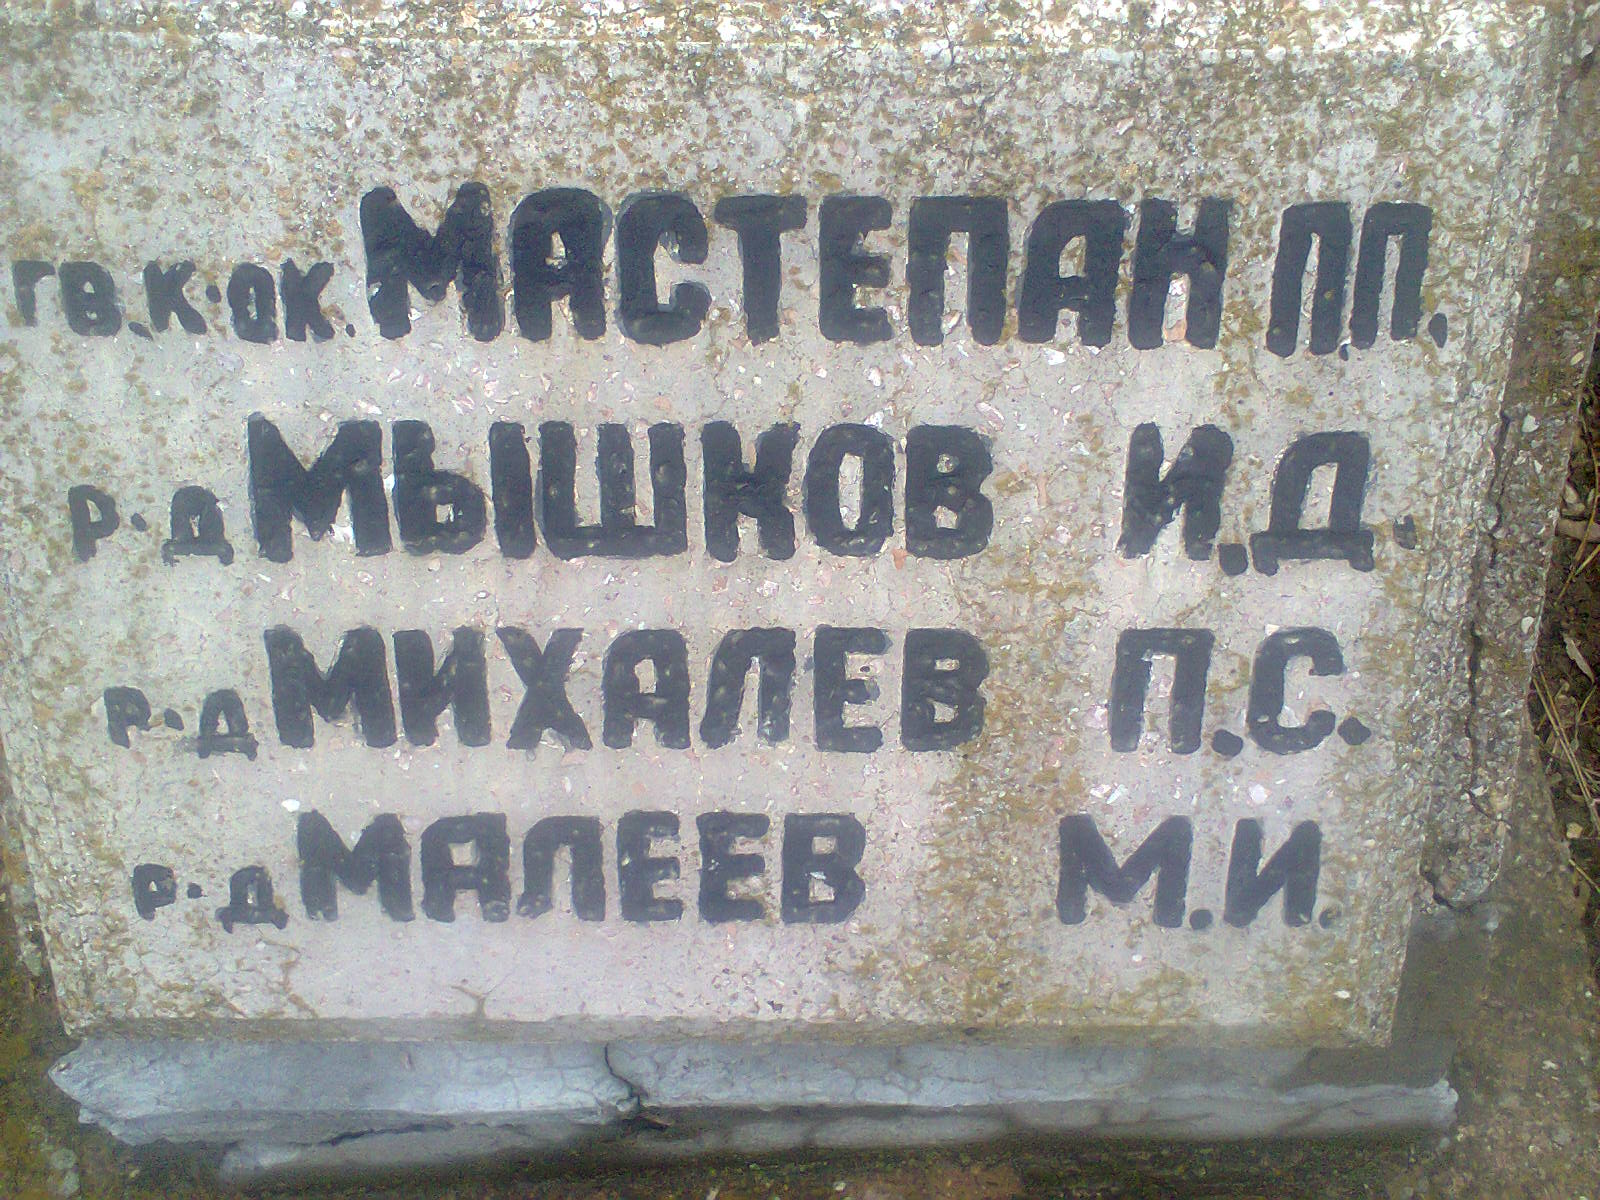 ГВ.К-ОК. МАСТЕПАН П.П.
Р-Д МЫШКОВ И.Д.
Р-Д МИХАЛЕВ П.С.
Р-Д МАЛЕЕВ М.И.